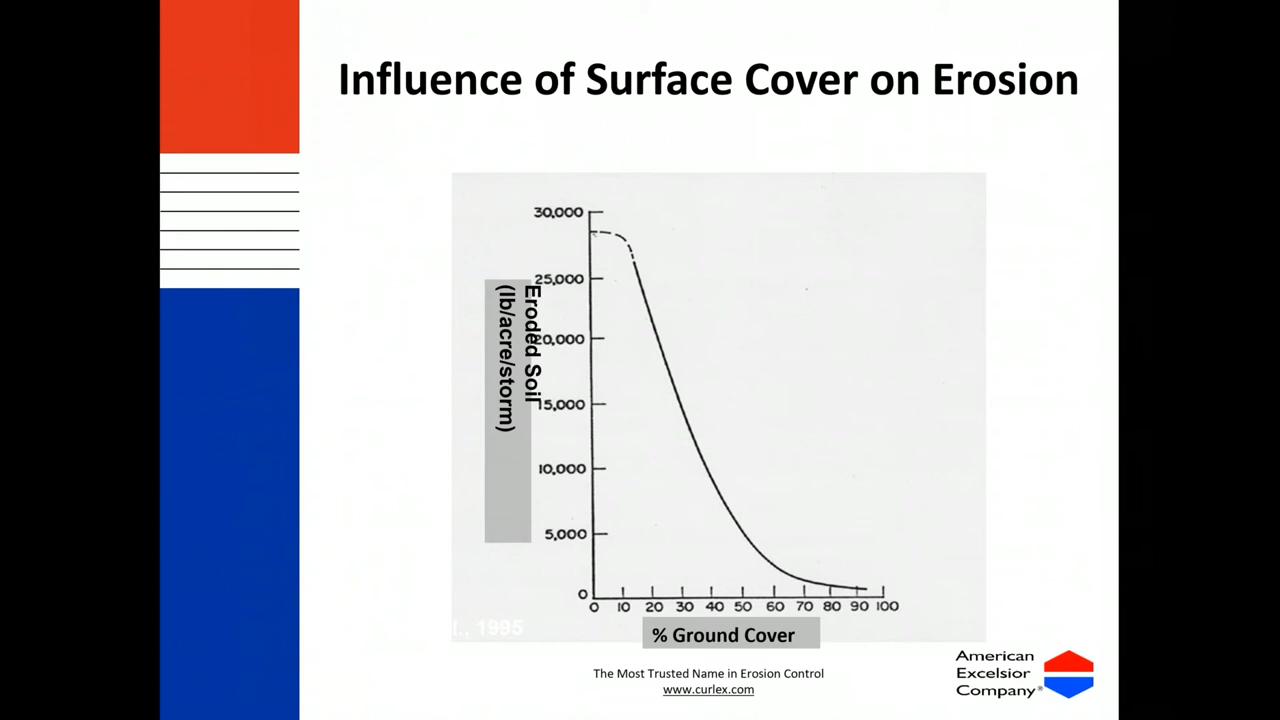 Influence of Surface Cover on Erosion
30,000
25,000
20,000
15,000
10,000
5,000
0
Eroded Soil
(lb/acre/storm)
0 10 20 30 40 50 60 70 80 90 100
% Ground Cover
1995
The Most Trusted Name in Erosion Control
www.curlex.com
American
Excelsior
Company®